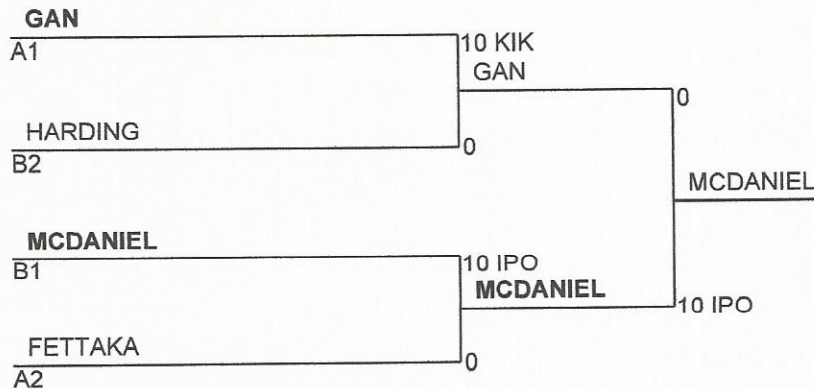 GAN
A1
10 KIK
GAN
0
HARDING
0
B2
MCDANIEL
MCDANIEL
B1
10 IPO
MCDANIEL
10 IPO
FETTAKA
0
A2